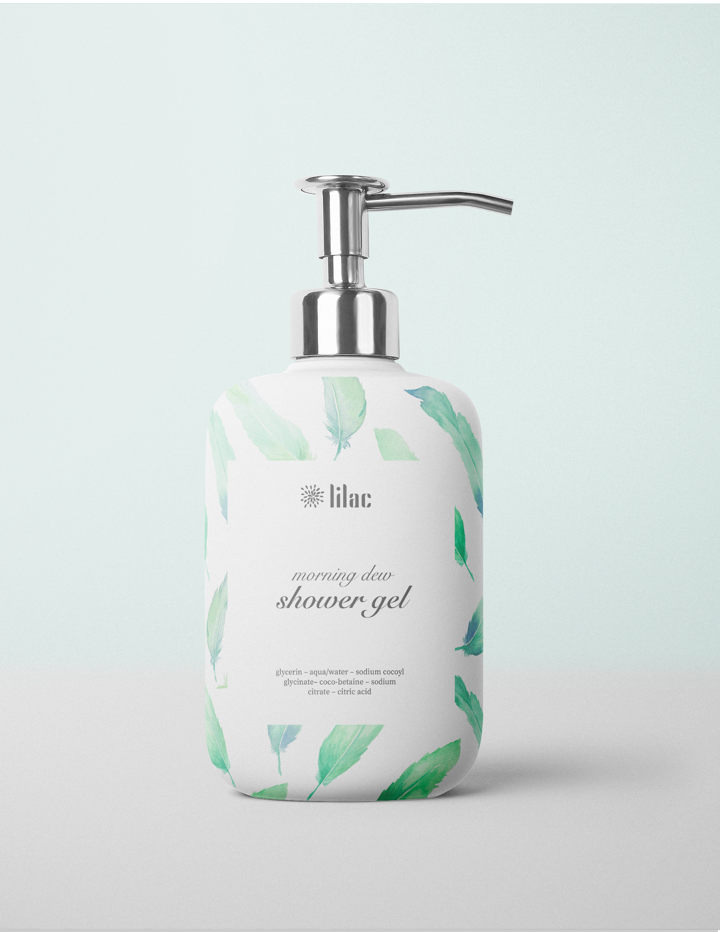 lilac
morning dew
shower gel
glycerin – aqua/water – sodium cocoyl
glycinate– coco-betaine – sodium
citrate – citric acid